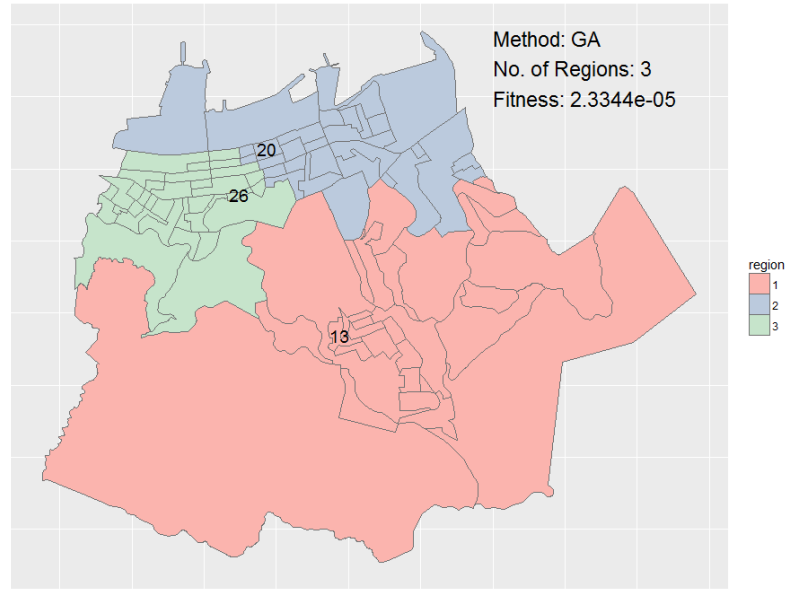 Method: GA
No. of Regions: 3
Fitness: 2.3344e-05
20
26
13
region
1
2
3